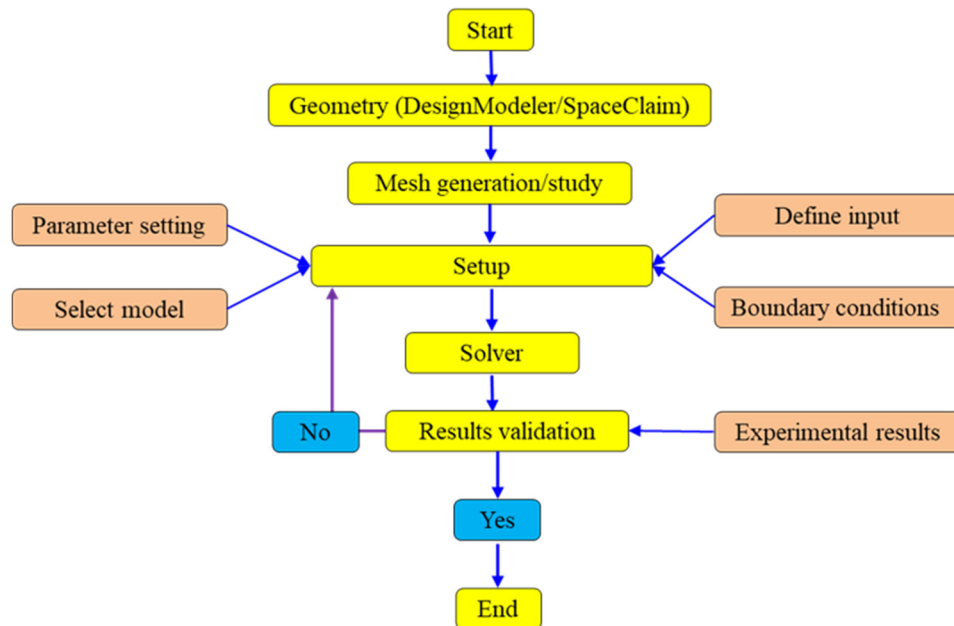 Start
Geometry (DesignModeler/SpaceClaim)
Mesh generation/study
Parameter setting
Define input
Setup
Select model
Boundary conditions
Solver
No
Results validation
Experimental results
Yes
End